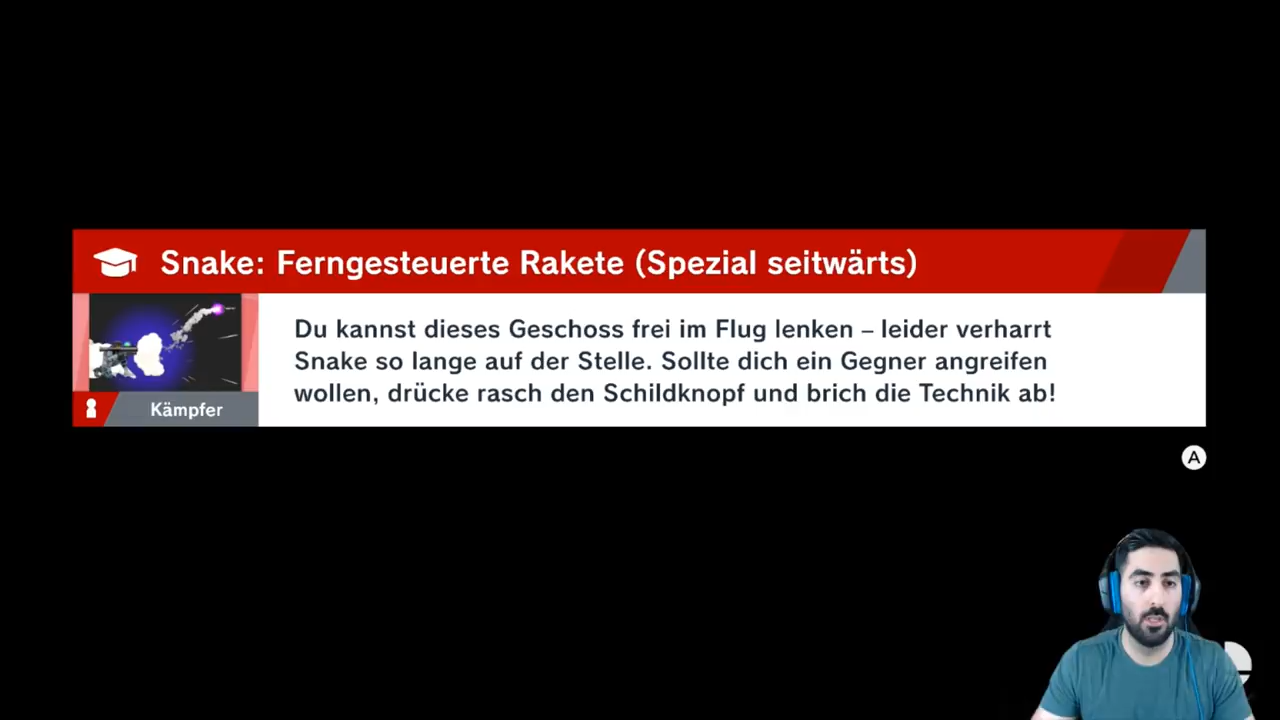 Snake: Ferngesteuerte Rakete (Spezial seitwärts)
Du kannst dieses Geschoss frei im Flug lenken – leider verharrt
Snake so lange auf der Stelle. Sollte dich ein Gegner angreifen
wollen, drücke rasch den Schildknopf und brich die Technik ab!
Kämpfer
A